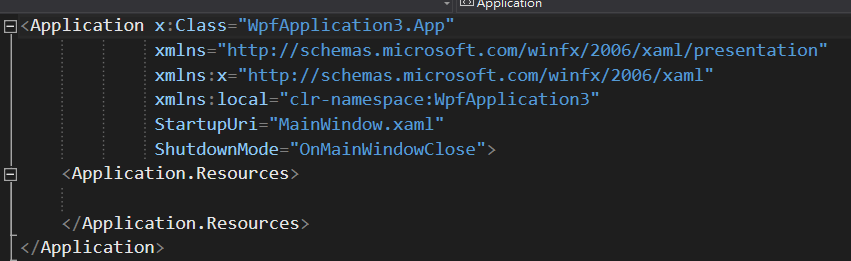 Application
<Application x:Class="WpfApplication3.App"
xmlns="http://schemas.microsoft.com/winfx/2006/xaml/presentation"
xmlns:x="http://schemas.microsoft.com/winfx/2006/xaml"
xmlns:local="clr-namespace:WpfApplication3"
StartupUri="MainWindow.xaml"
ShutdownMode="OnMainWindowClose">
<Application.Resources>
</Application.Resources>
</Application>